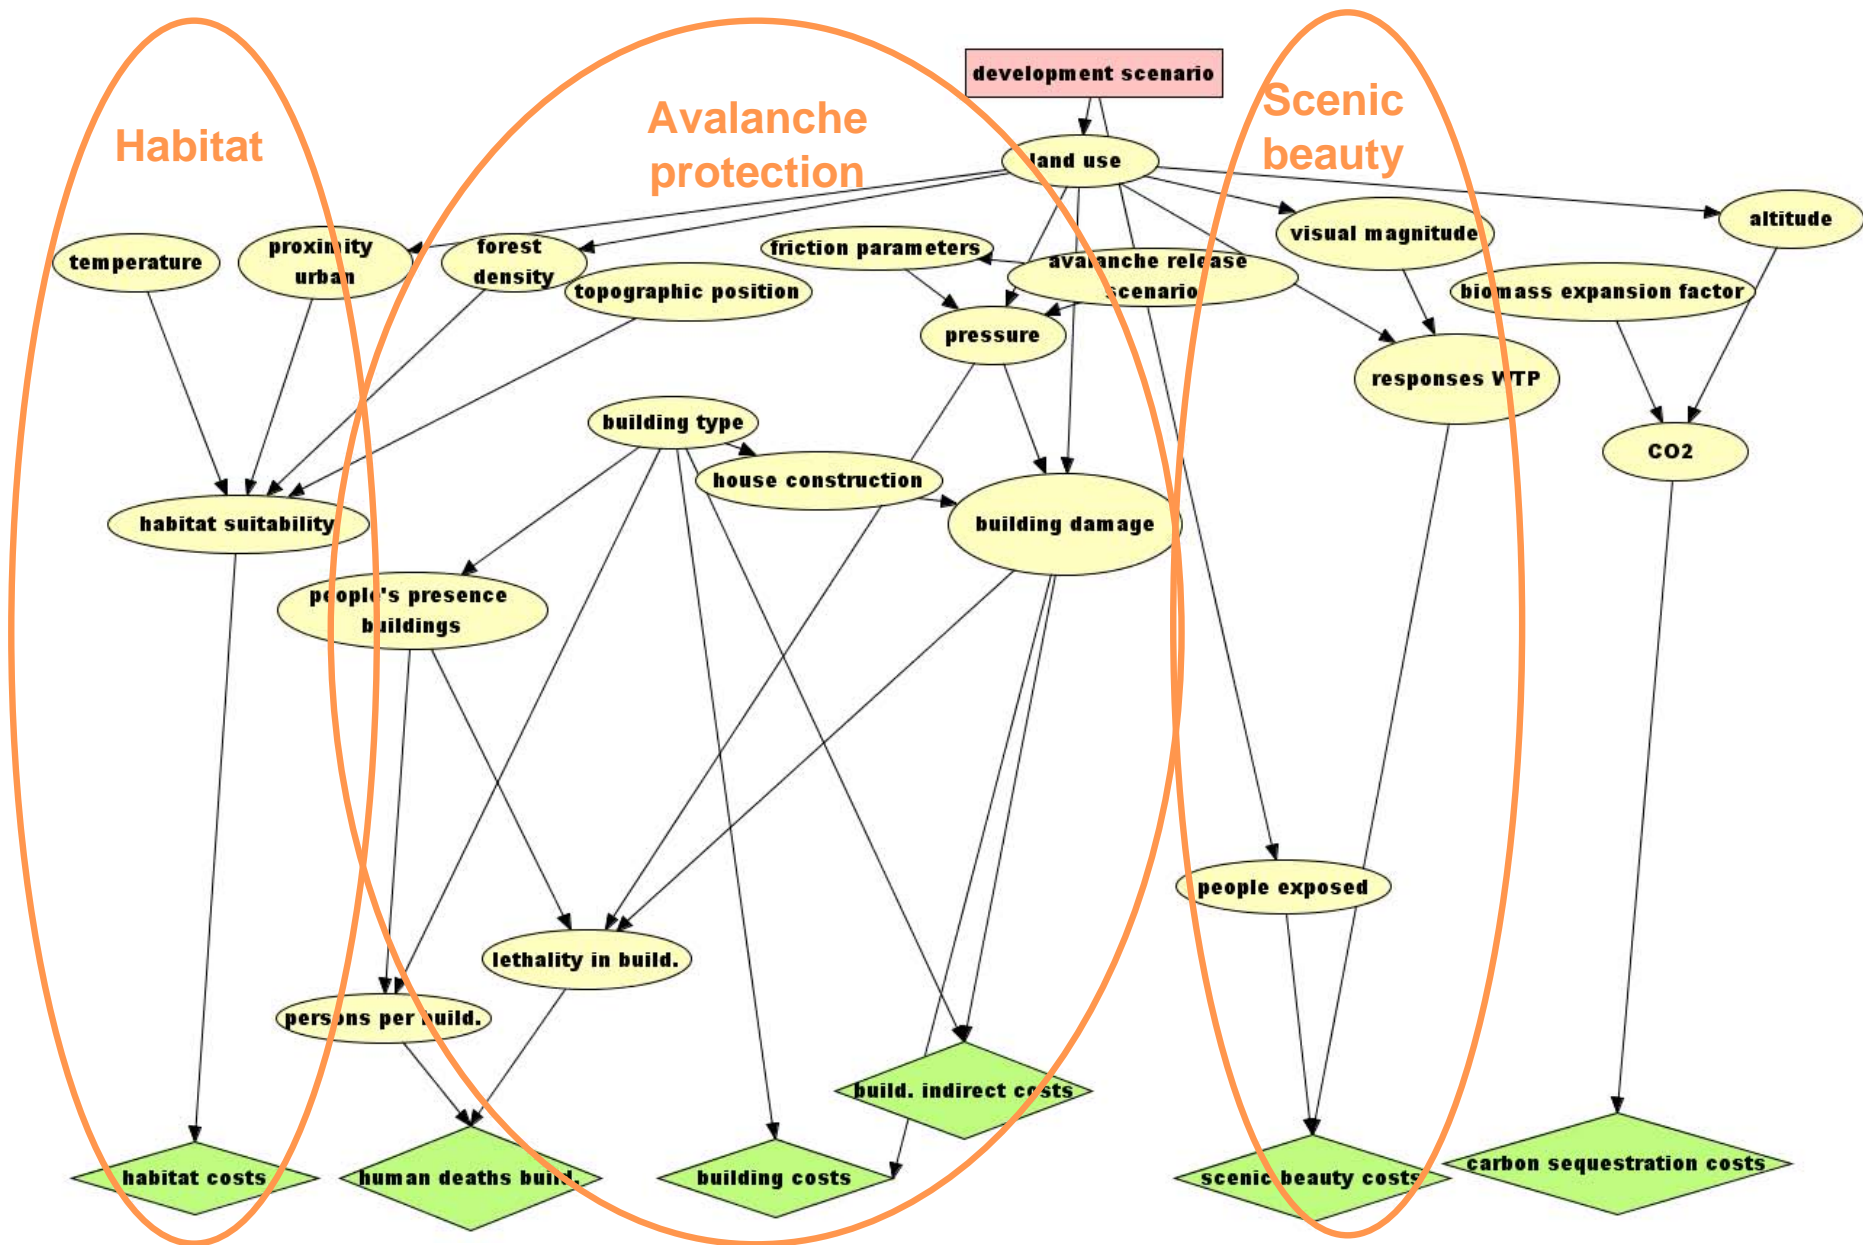 development scenario
Habitat
Avalanche
protection
Scenic
beauty
land use
altitude
temperature
proximity
urban
forest
density
friction parameters
visual magnitude
avalanche release
scenario
topographic position
biomass expansion factor
pressure
responses WTP
building type
CO2
house construction
habitat suitability
building damage
people's presence
buildings
people exposed
lethality in build.
persons per build.
build. indirect costs
habitat costs
human deaths build.
building costs
scenic beauty costs
carbon sequestration costs